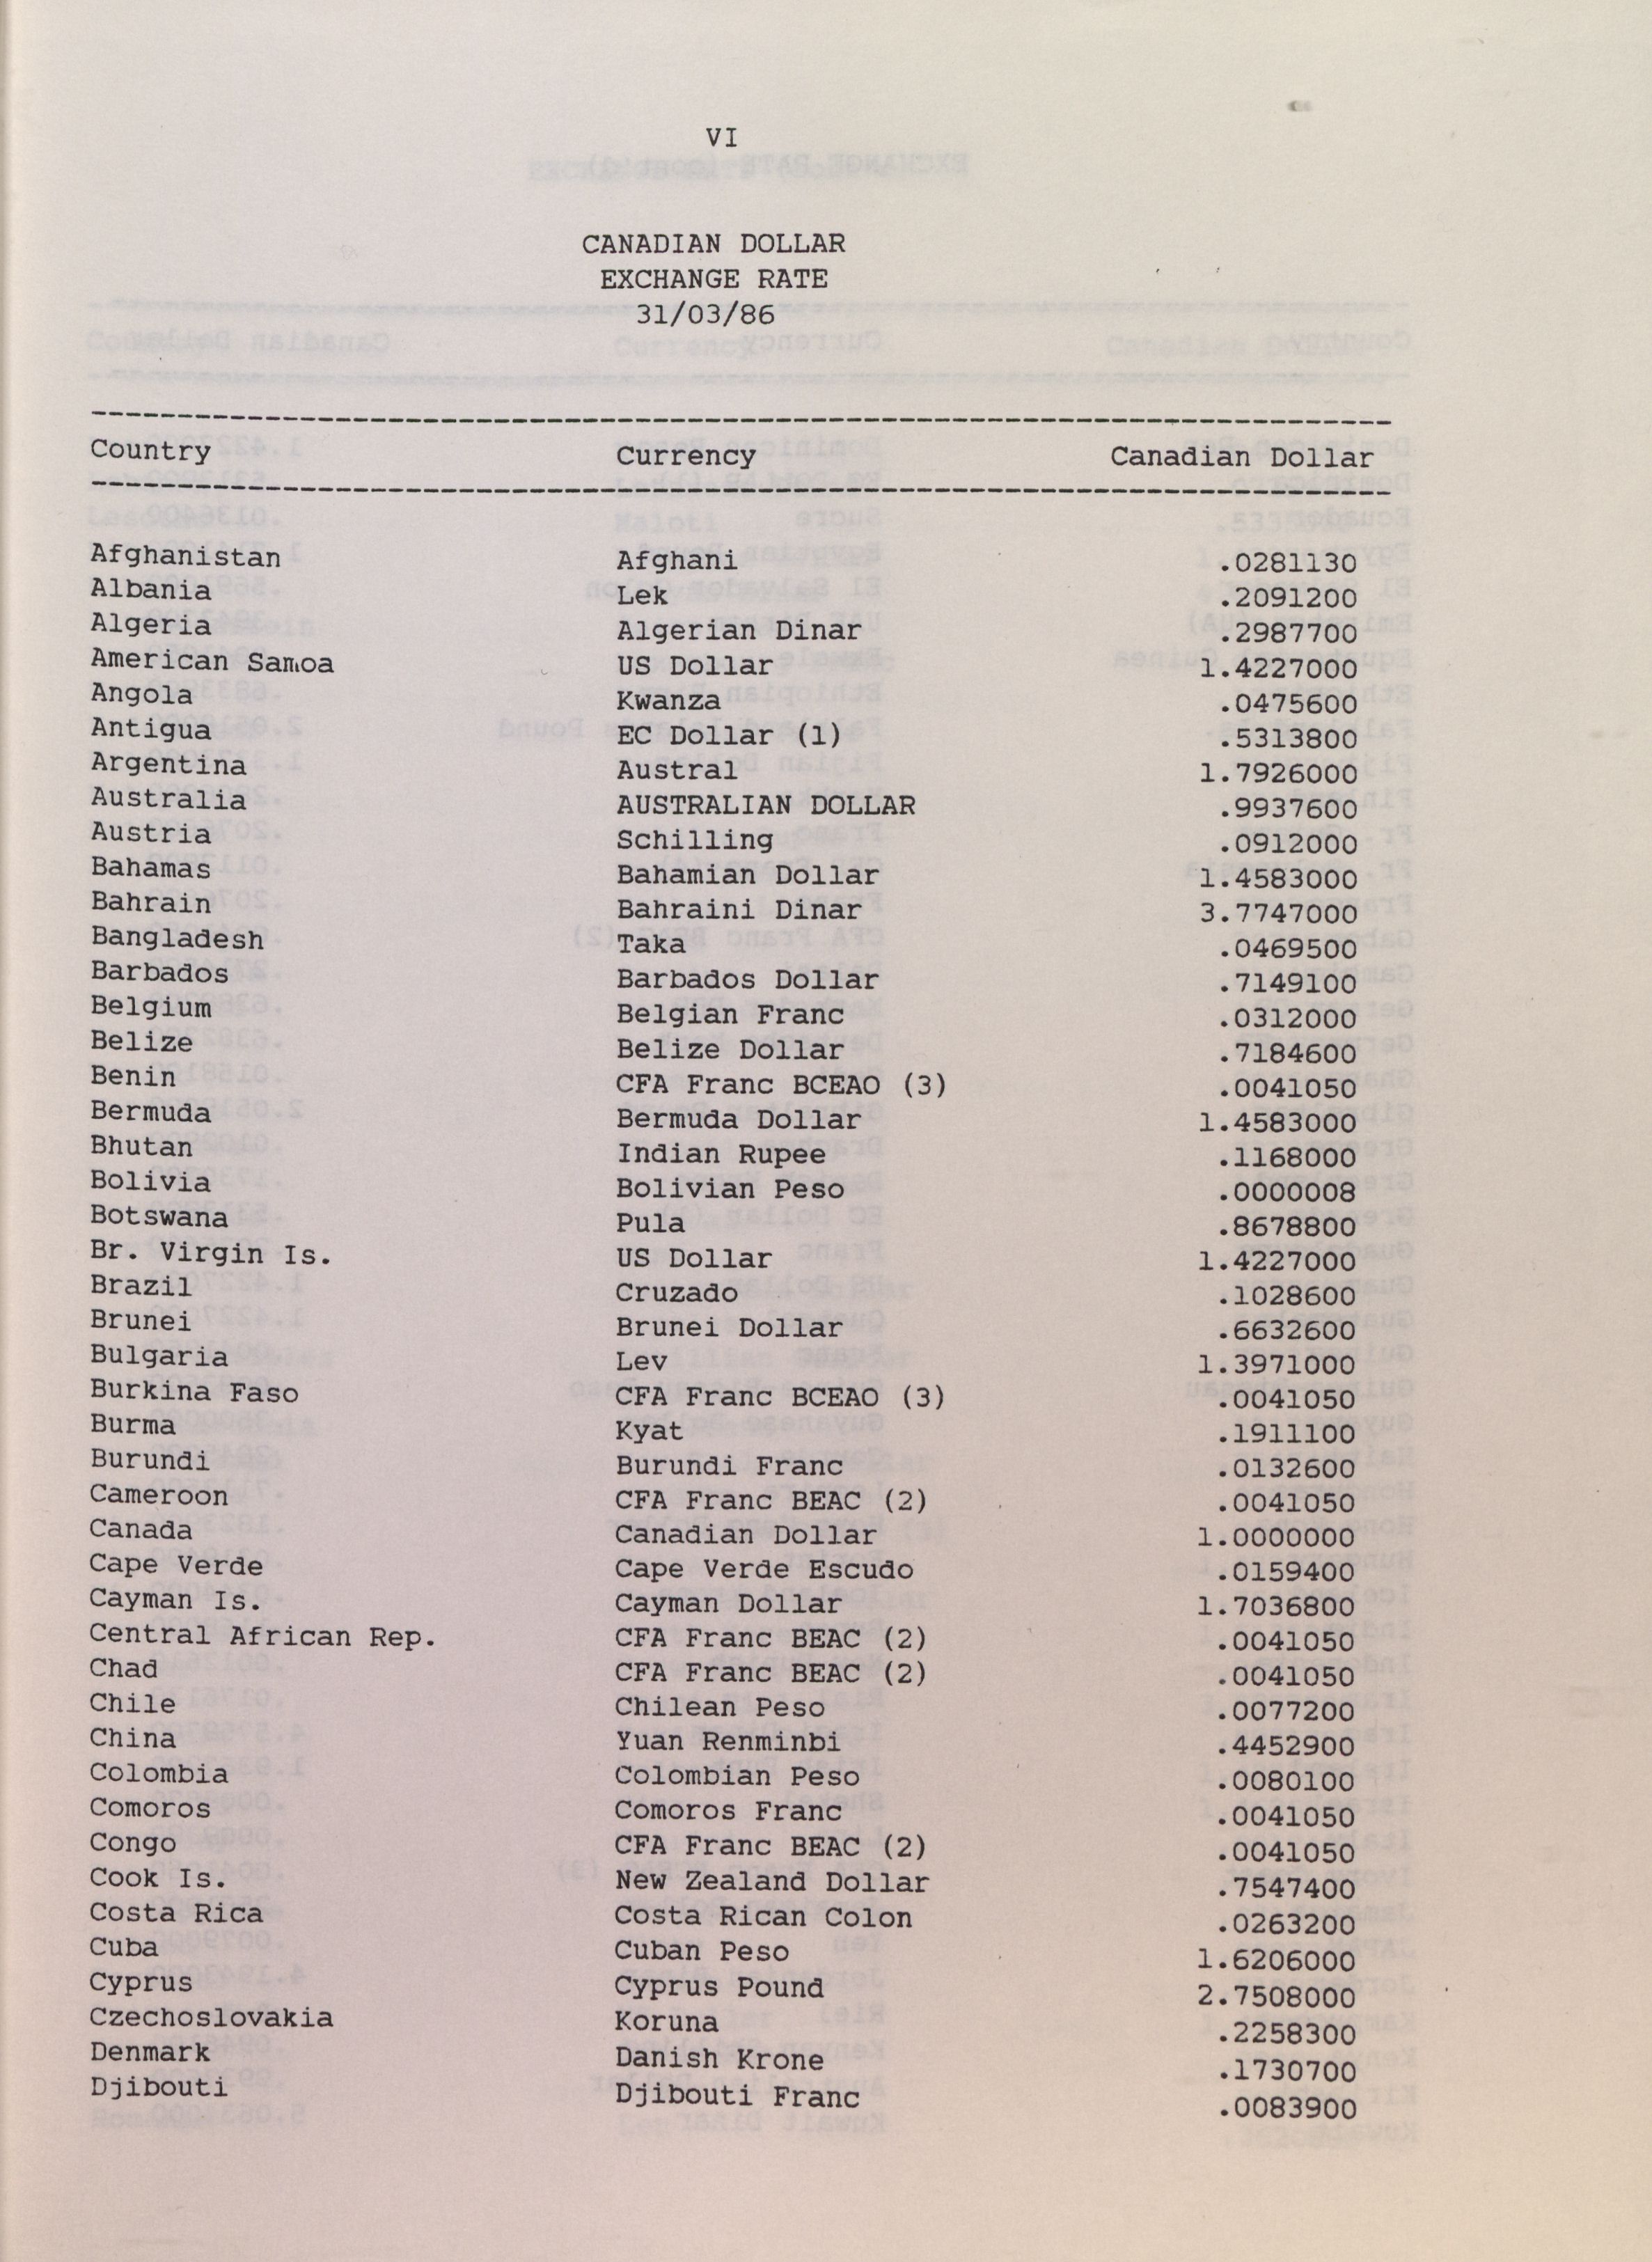 VI
CANADIAN DOLLAR
EXCHANGE RATE
31/03/86
Country Currency Canadian Dollar
Afghanistan Afghani .0281130
Albania Lek .2091200
Algeria Algerian Dinar .2987700
American Samoa US Dollar 1.4227000
Angola Kwanza .0475600
Antigua EC Dollar (1) .5313800
Argentina Austral 1.7926000
Australia AUSTRALIAN DOLLAR .9937600
Austria Schilling .0912000
Bahamas Bahamian Dollar 1.4583000
Bahrain Bahraini Dinar 3.7747000
Bangladesh Taka .0469500
Barbados Barbados Dollar .7149100
Belgium Belgian Franc .0312000
Belize Belize Dollar .7184600
Benin CFA Franc BCEAO (3) .0041050
Bermuda Bermuda Dollar 1.4583000
Bhutan Indian Rupee .1168000
Bolivia Bolivian Peso .0000008
Botswana Pula .8678800
Br. Virgin Is. US Dollar 1.4227000
Brazil Cruzado .1028600
Brunei Brunei Dollar .6632600
Bulgaria Lev 1.3971000
Burkina Faso CFA Franc BCEAO (3) .0041050
Burma Kyat .1911100
Burundi Burundi Franc .0132600
Cameroon CFA Franc BEAC (2) .0041050
Canada Canadian Dollar 1.0000000
Cape Verde Cape Verde Escudo .0159400
Cayman Is. Cayman Dollar 1.7036800
Central African Rep. CFA Franc BEAC (2) .0041050
Chad CFA Franc BEAC (2) .0041050
Chile Chilean Peso .0077200
China Yuan Renminbi .4452900
Colombia Colombian Peso .0080100
Comoros Comoros Franc .0041050
Congo CFA Franc BEAC (2) .0041050
Cook Is. New Zealand Dollar .7547400
Costa Rica Costa Rican Colon .0263200
Cuba Cuban Peso 1.6206000
Cyprus Cyprus Pound 2.7508000
Czechoslovakia Koruna .2258300
Denmark Danish Krone .1730700
Djibouti Djibouti Franc .0083900